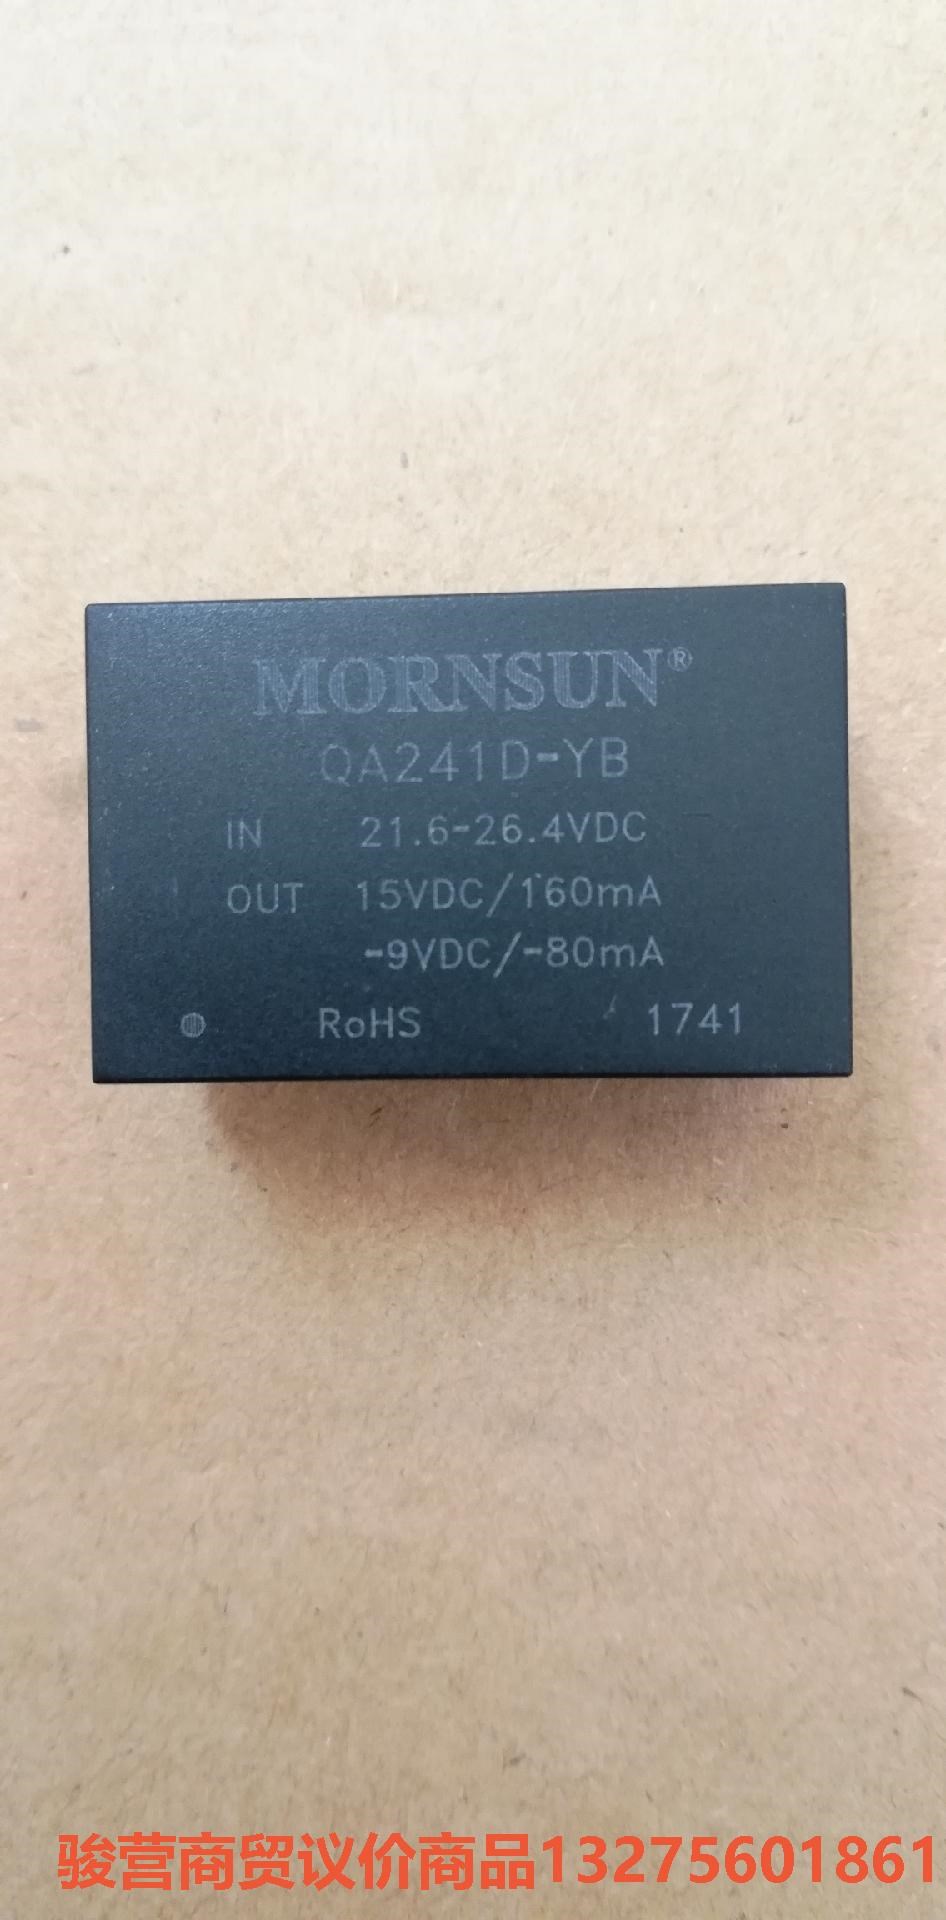 MORNSUN®
QA241D-YB
IN 21.6-26.4VDC
OUT 15VDC/160mA
-9VDC/-80mA
RoHS 1741
骏营商贸议价商品13275601861